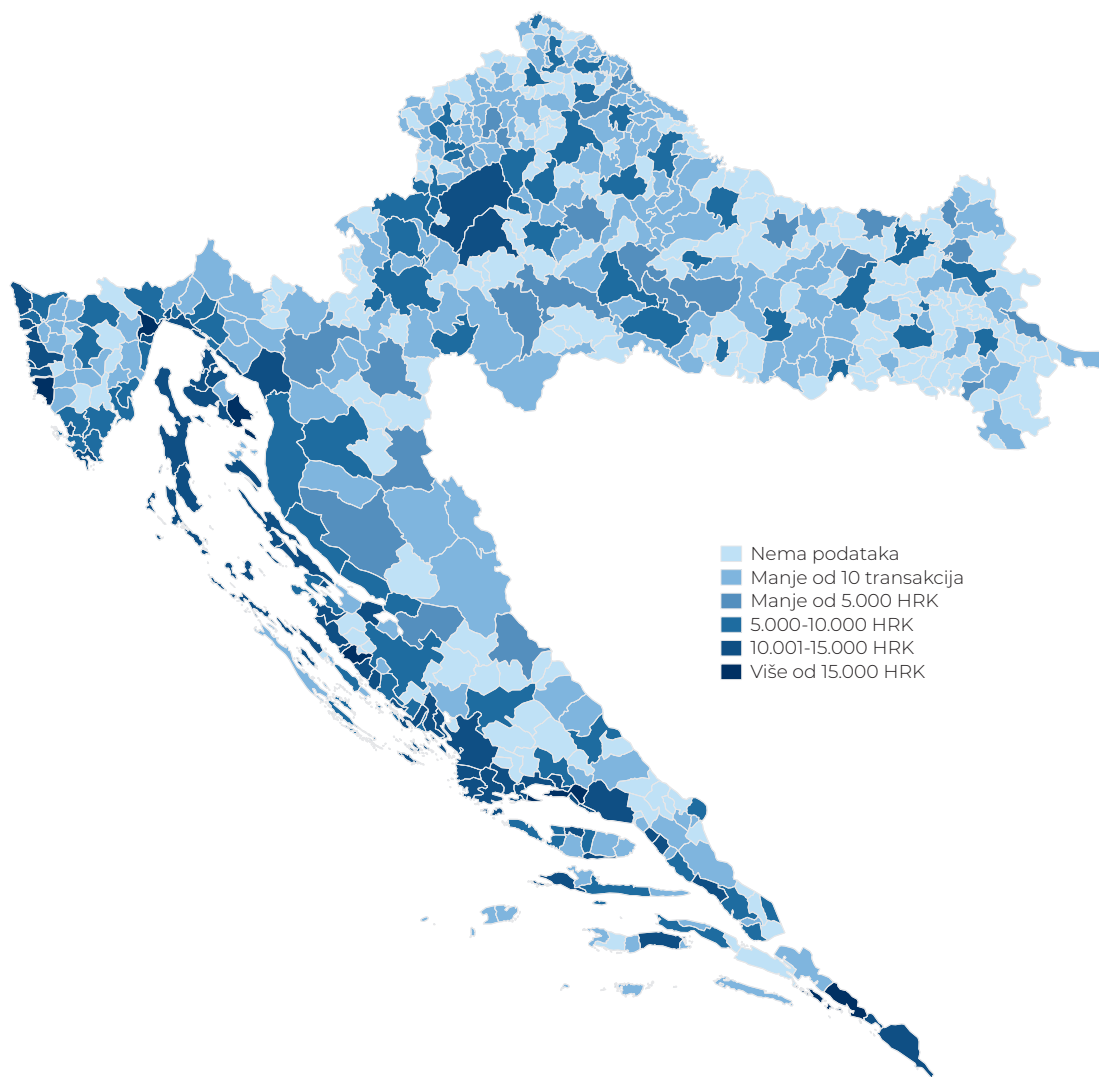 Nema podataka
Manje od 10 transakcija
Manje od 5.000 HRK
5.000-10.000 HRK
10.001-15.000 HRK
Više od 15.000 HRK